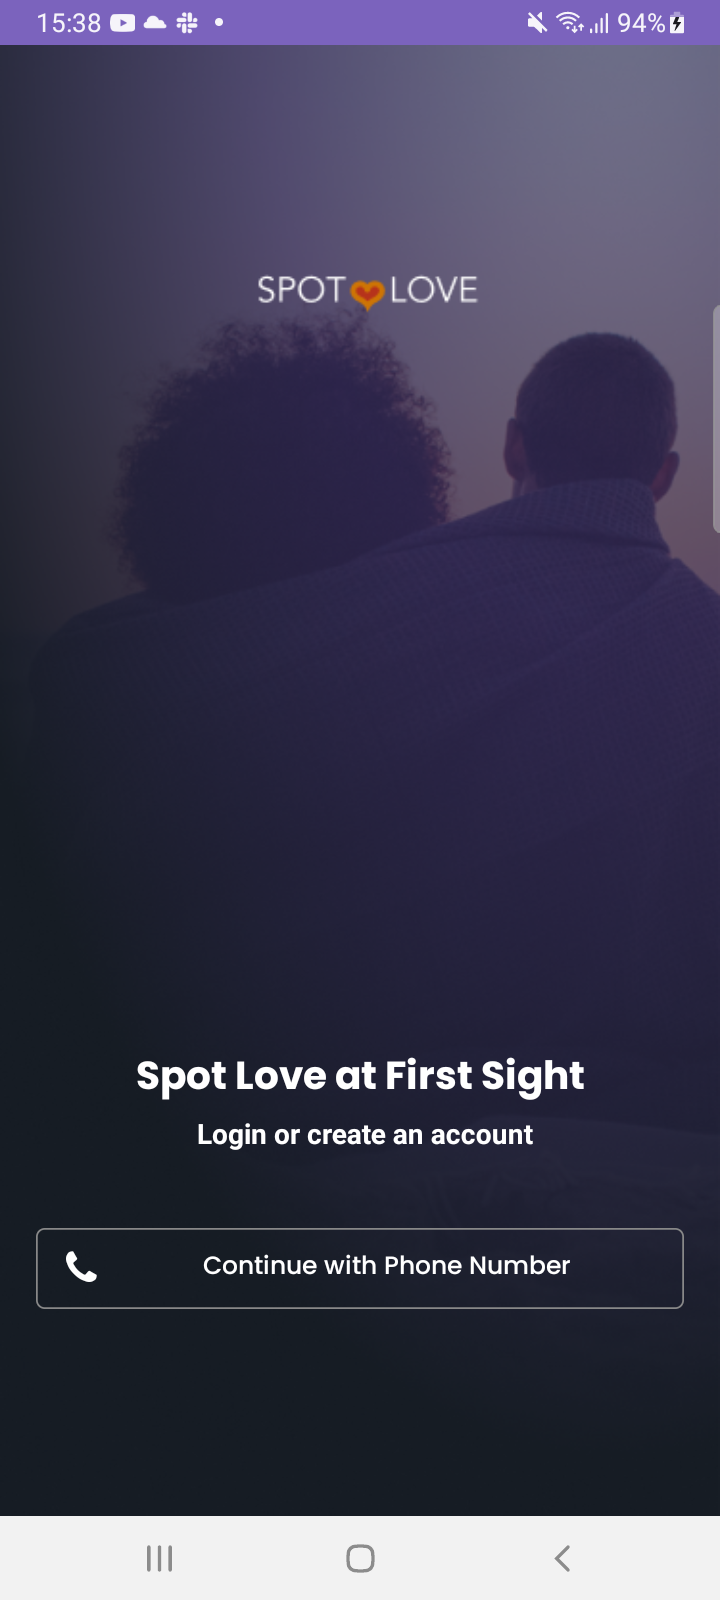 15:38
94%
SPOT LOVE
Spot Love at First Sight
Login or create an account
Continue with Phone Number